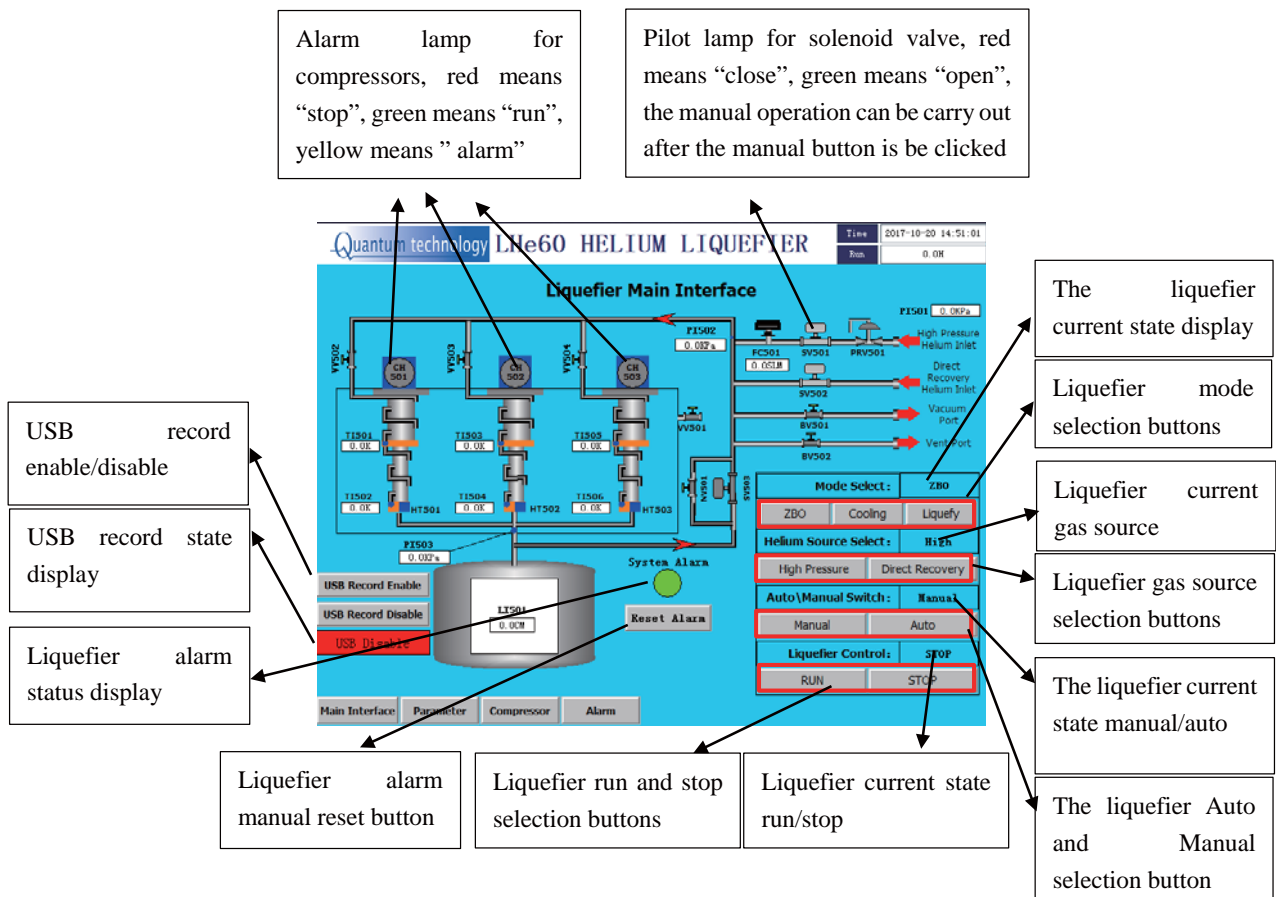 Alarm lamp for
compressors, red means
“stop”, green means “run”,
yellow means ” alarm”
Pilot lamp for solenoid valve, red
means “close”, green means “open”,
the manual operation can be carry out
after the manual button is be clicked
Quantum technology LHe60 HELIUM LIQUEFIER
Time 2017-10-20 14:51:01
Run 0.0H
Liquefier Main Interface
PI501 0.0KPa
High Pressure
Helium Inlet
PI502
0.0KPa
FC501 SV501 PRV501
0.0SLM
Direct
Recovery
Helium Inlet
SV502
Vacuum
Port
BV501
Vent Port
BV502
VV502
VV503
VV504
CH
501
CH
502
CH
503
VV501
TI501 TI503 TI505
0.0K 0.0K 0.0K
TI502 TI504 TI506
0.0K 0.0K 0.0K
HT501 HT502 HT503
NV501
SV503
PI503
0.0KPa
System Alarm
Reset Alarm
LI501
0.0CM
USB Record Enable
USB Record Disable
USB Disable
Mode Select: ZBO
ZBO Cooling Liquefy
Helium Source Select: High
High Pressure Direct Recovery
Auto\Manual Switch: Manual
Manual Auto
Liquefier Control: STOP
RUN STOP
Main Interface Parameter Compressor Alarm
USB record
enable/disable
USB record state
display
Liquefier alarm
status display
The liquefier
current state display
Liquefier mode
selection buttons
Liquefier current
gas source
Liquefier gas source
selection buttons
The liquefier current
state manual/auto
The liquefier Auto
and Manual
selection button
Liquefier alarm
manual reset button
Liquefier run and stop
selection buttons
Liquefier current state
run/stop